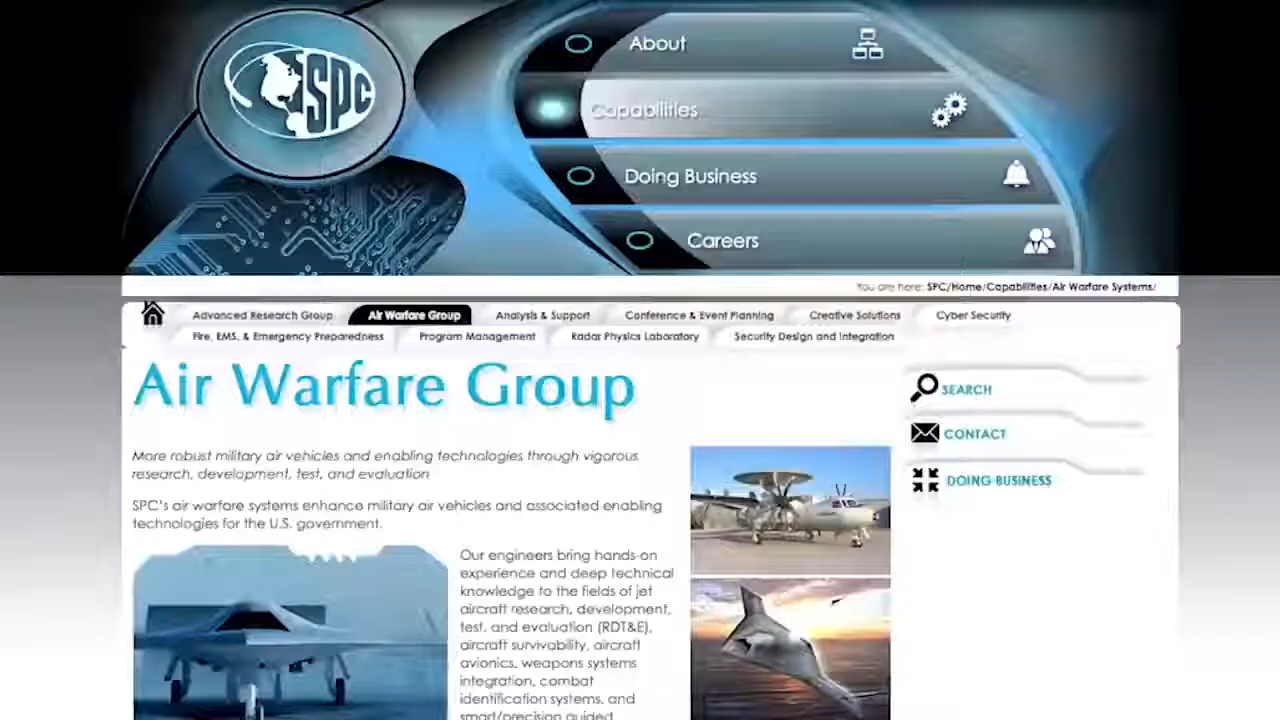 SPC
About
Capabilities
Doing Business
Careers
You are here: SPC/Home/Capabilities/Air Warfare Systems/
Advanced Research Group Air Warfare Group Analysis & Support Conference & Event Planning Creative Solutions Cyber Security
Fire, EMS, & Emergency Preparedness Program Management Radar Physics Laboratory Security Design and Integration
Air Warfare Group
More robust military air vehicles and enabling technologies through vigorous
research, development, test, and evaluation
SPC's air warfare systems enhance military air vehicles and associated enabling
technologies for the U.S. government.
Our engineers bring hands-on
experience and deep technical
knowledge to the fields of jet
aircraft research, development,
test, and evaluation (RDT&E),
aircraft survivability, aircraft
avionics, weapons systems
integration, combat
identification systems, and
smart/precision guided
SEARCH
CONTACT
DOING BUSINESS